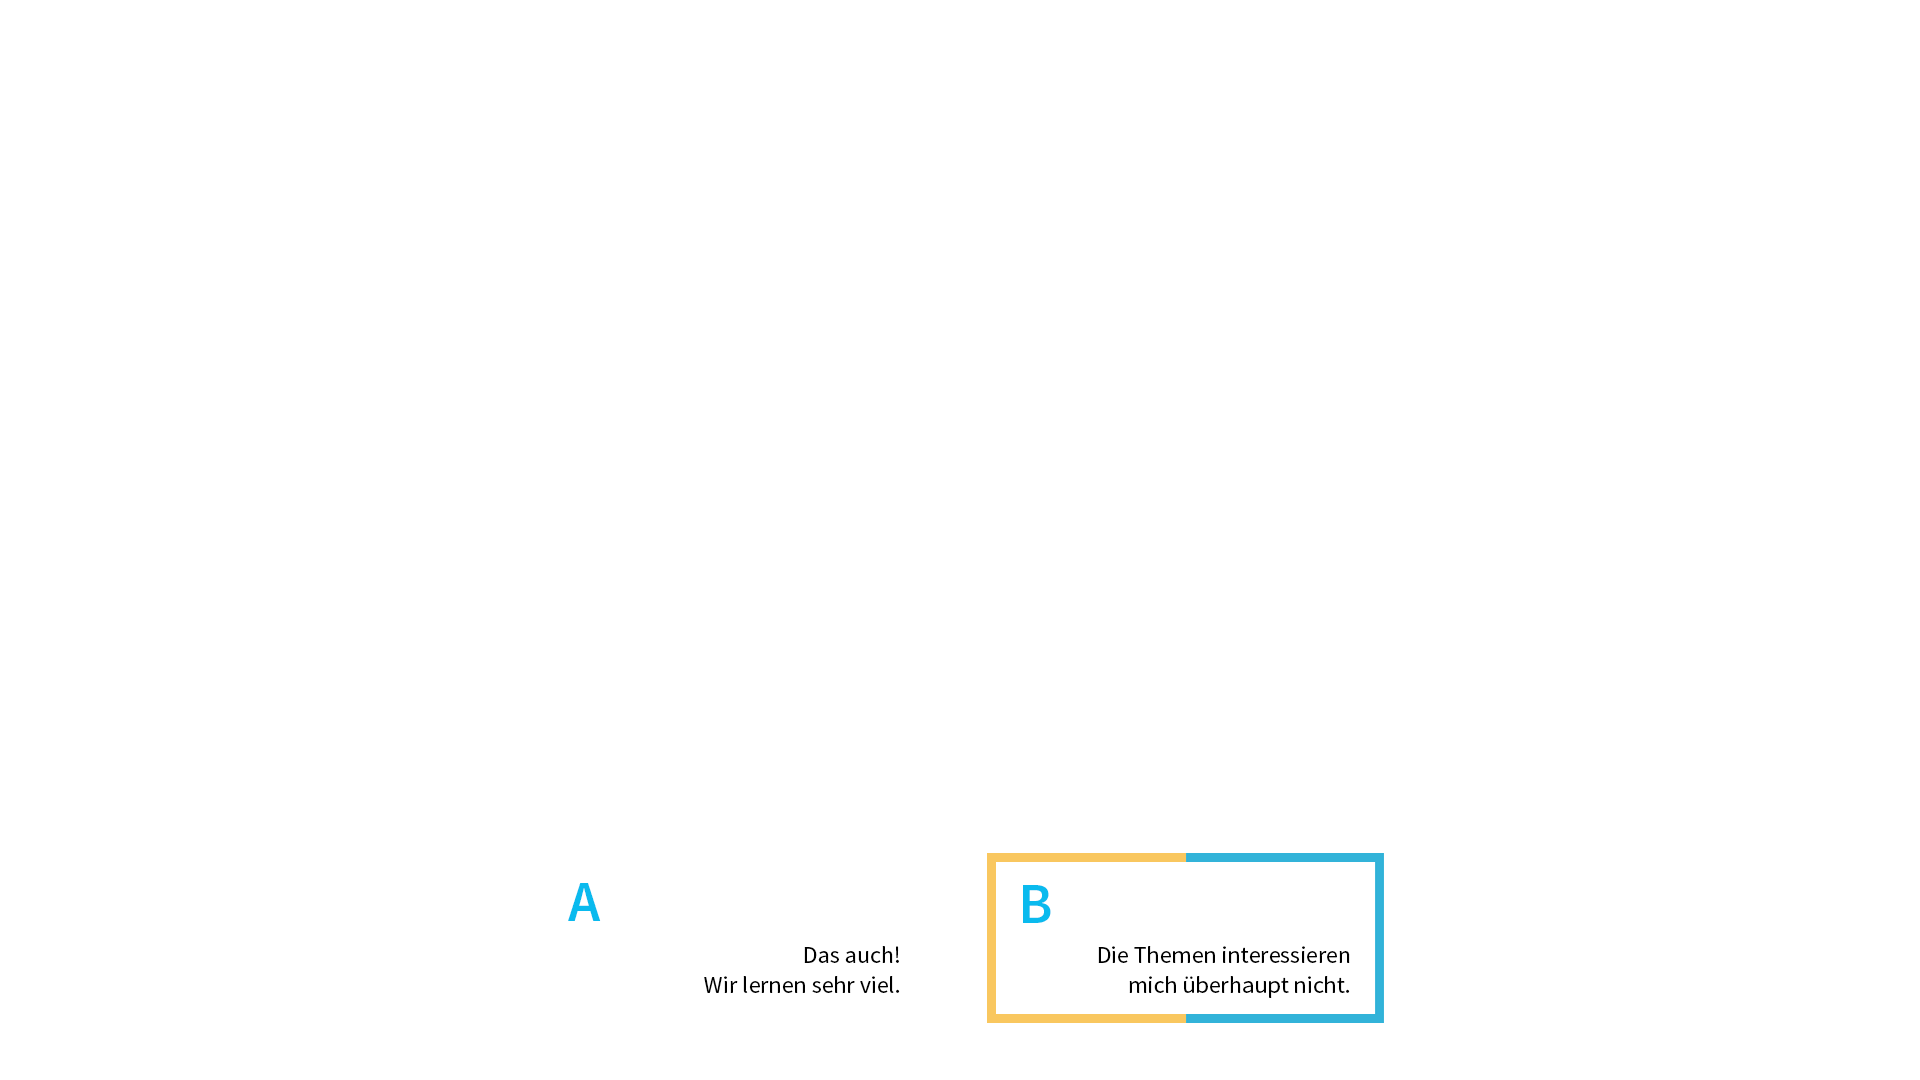 A
Das auch!
Wir lernen sehr viel.
B
Die Themen interessieren
mich überhaupt nicht.